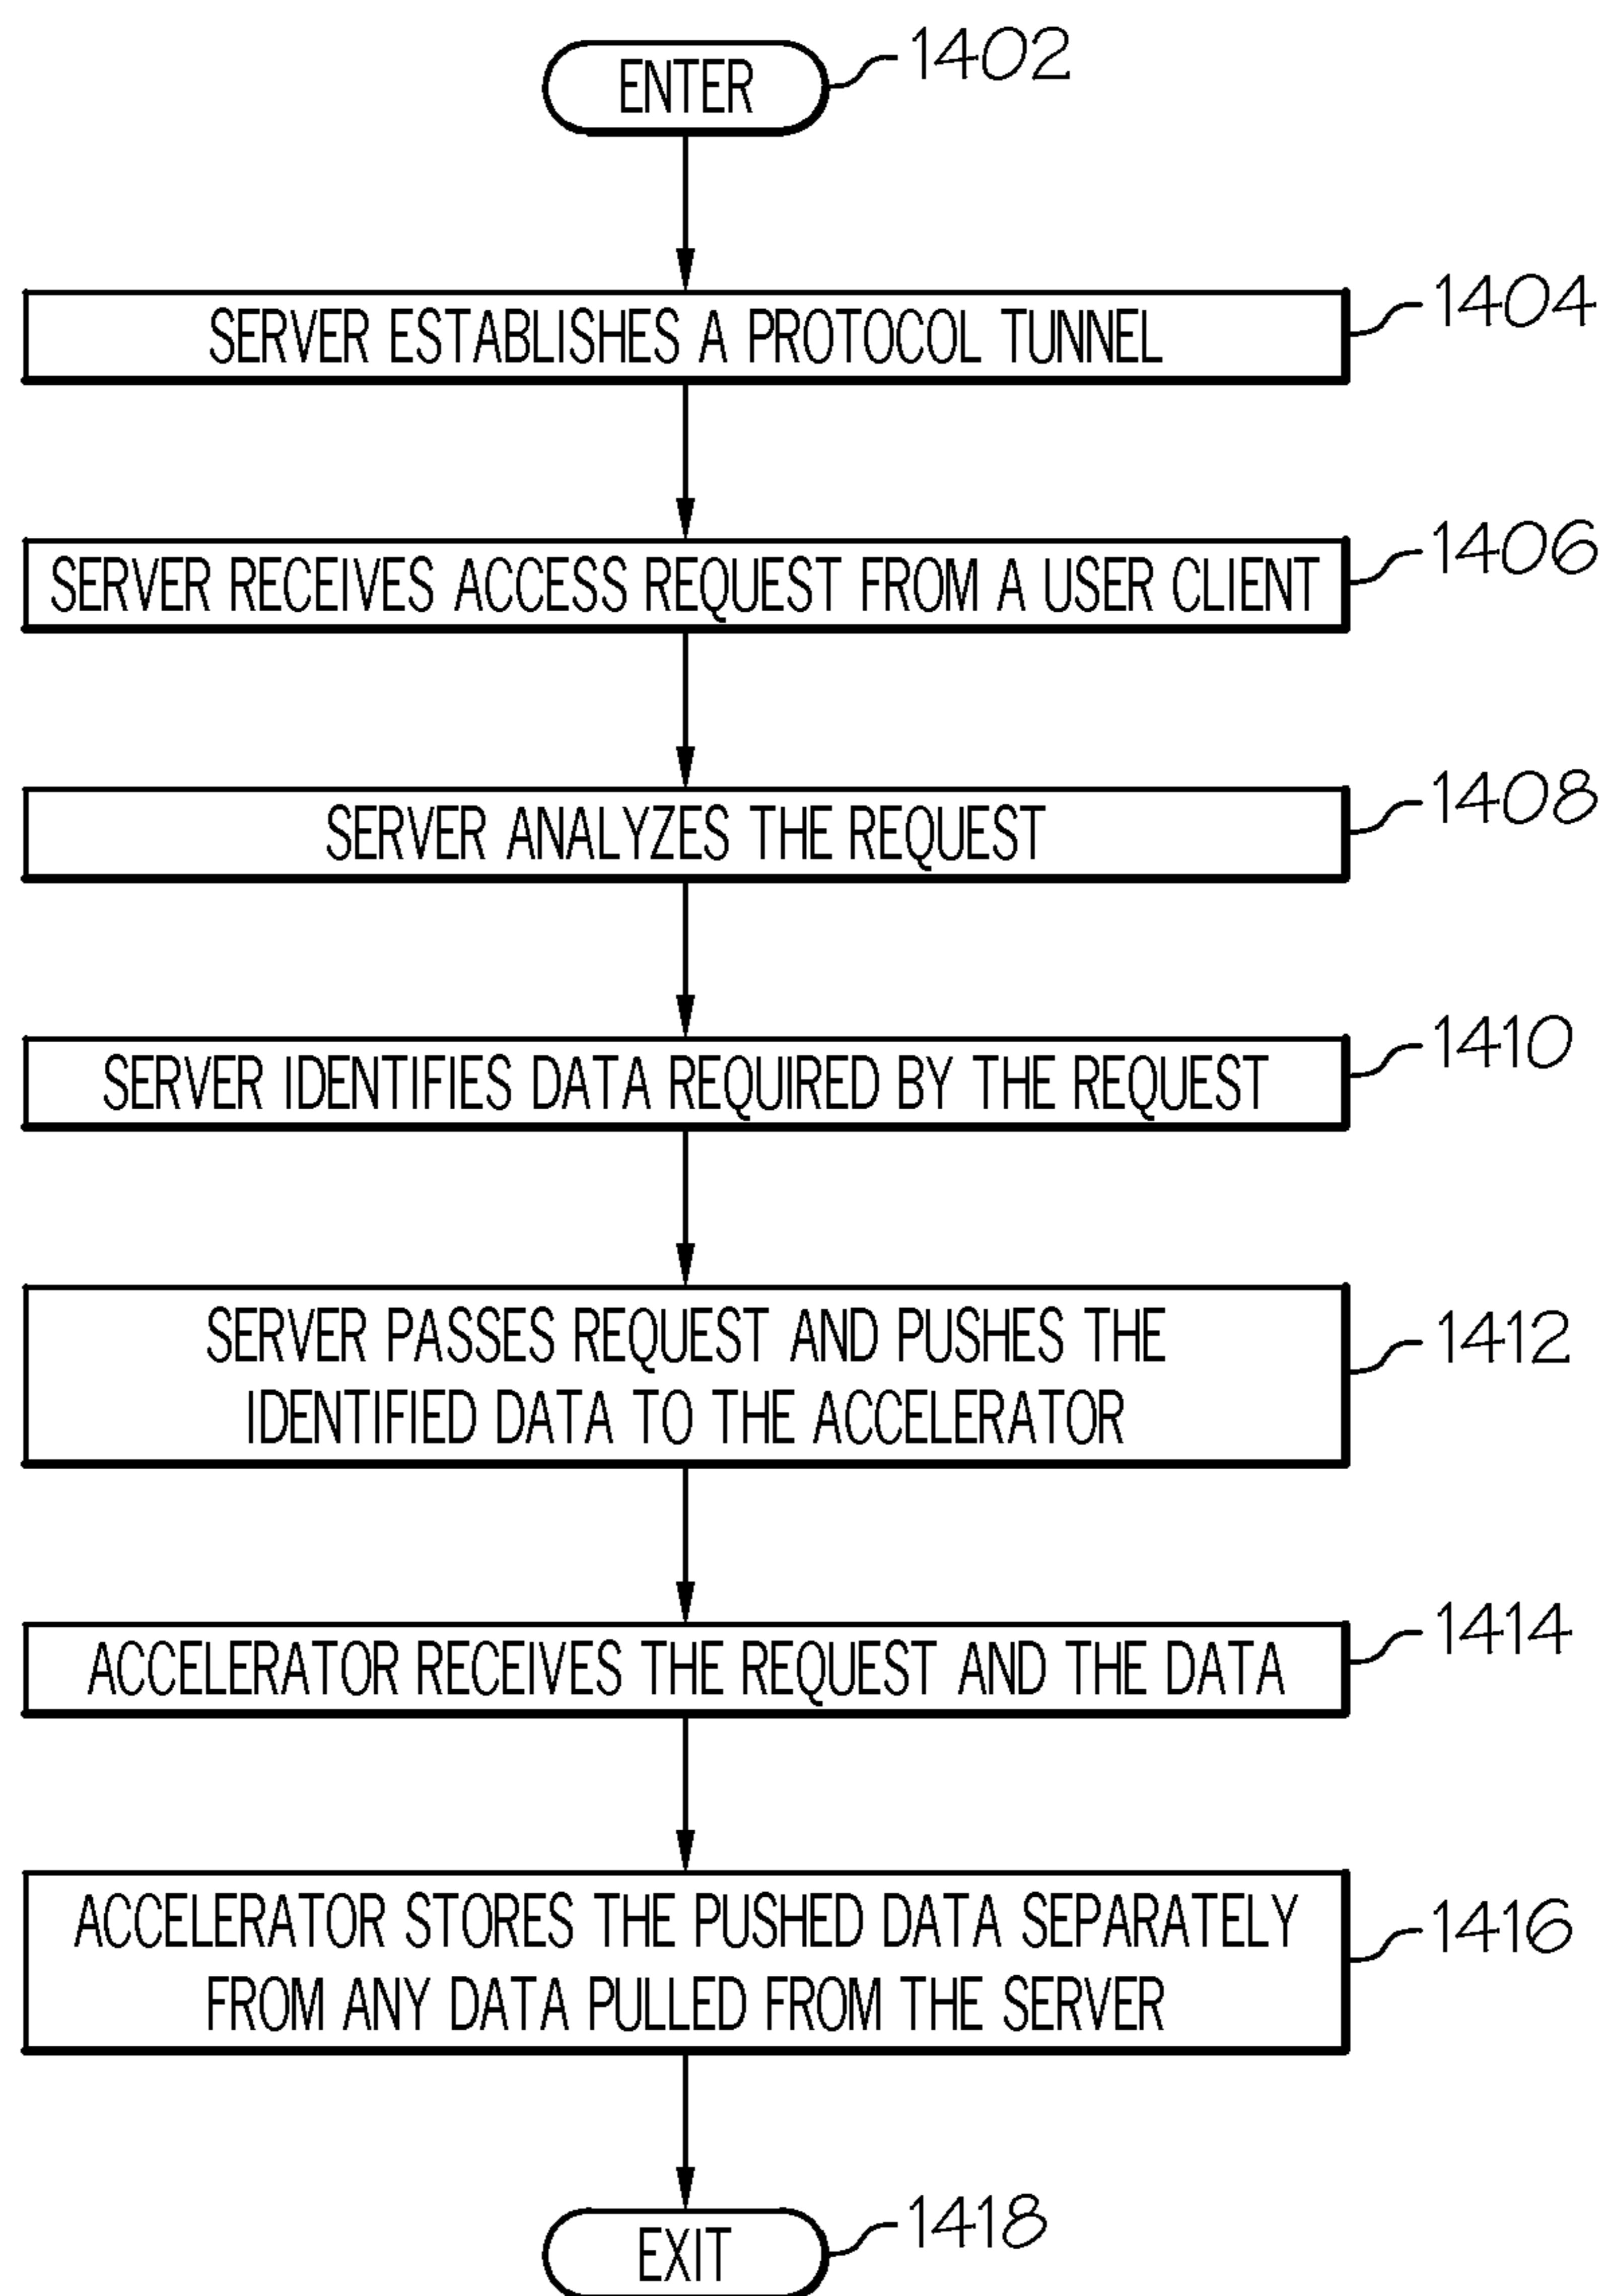 ENTER
1402
SERVER ESTABLISHES A PROTOCOL TUNNEL
1404
SERVER RECEIVES ACCESS REQUEST FROM A USER CLIENT
1406
SERVER ANALYZES THE REQUEST
1408
SERVER IDENTIFIES DATA REQUIRED BY THE REQUEST
1410
SERVER PASSES REQUEST AND PUSHES THE
IDENTIFIED DATA TO THE ACCELERATOR
1412
ACCELERATOR RECEIVES THE REQUEST AND THE DATA
1414
ACCELERATOR STORES THE PUSHED DATA SEPARATELY
FROM ANY DATA PULLED FROM THE SERVER
1416
EXIT
1418